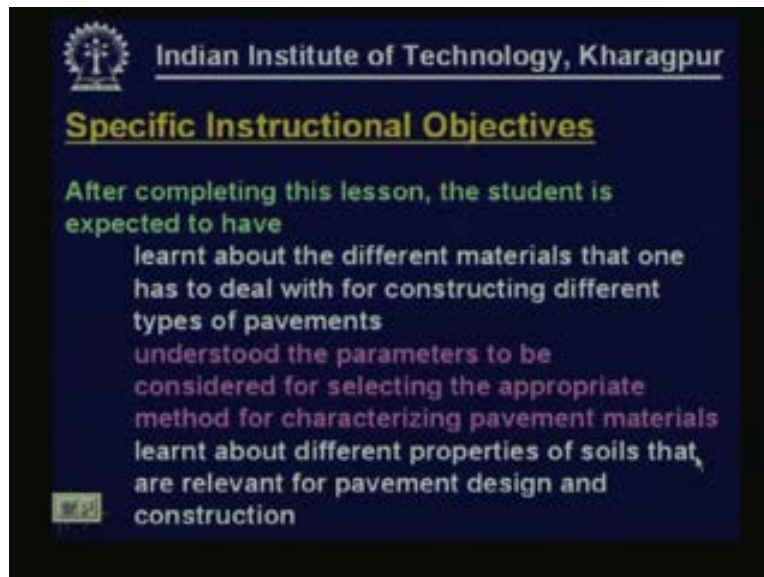 Indian Institute of Technology, Kharagpur
Specific Instructional Objectives
After completing this lesson, the student is
expected to have
learnt about the different materials that one
has to deal with for constructing different
types of pavements
understood the parameters to be
considered for selecting the appropriate
method for characterizing pavement materials
learnt about different properties of soils that
are relevant for pavement design and
construction